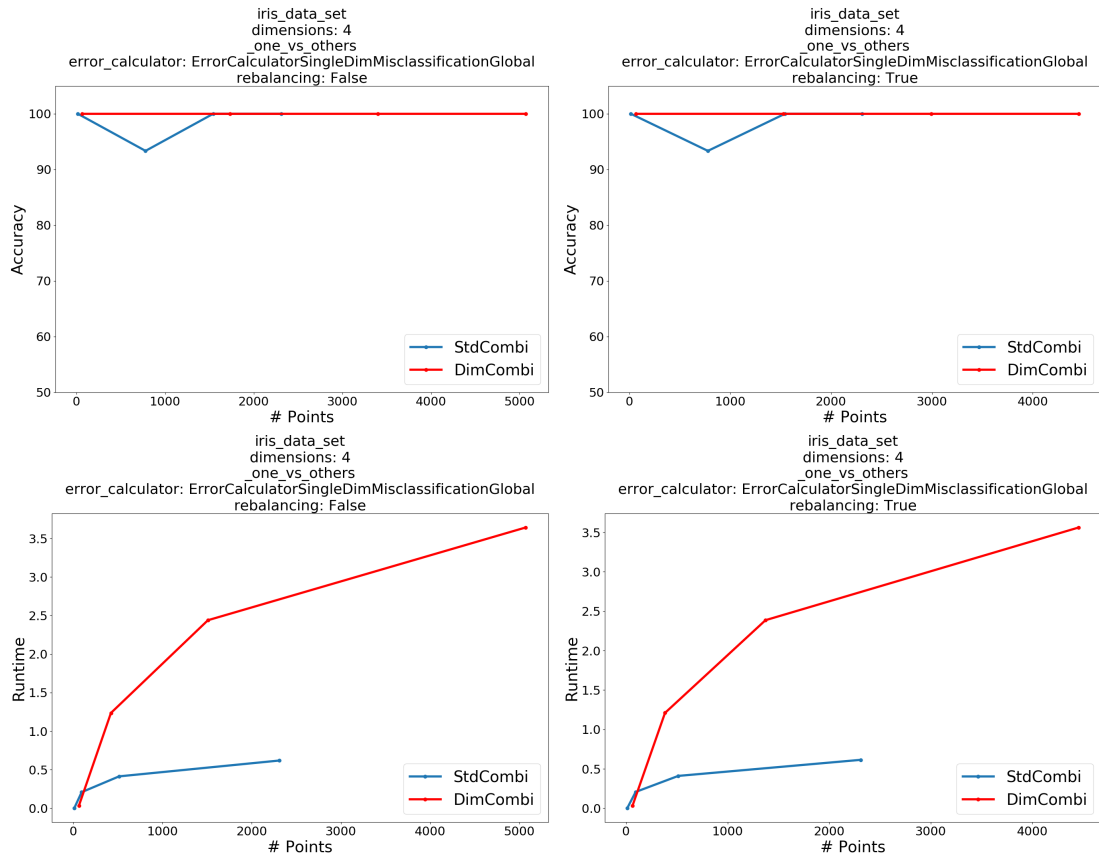 iris_data_set
dimensions: 4
_one_vs_others
error_calculator: ErrorCalculatorSingleDimMisclassificationGlobal
rebalancing: False
100
90
80
70
60
50
Accuracy
0 1000 2000 3000 4000 5000
# Points
StdCombi
DimCombi
iris_data_set
dimensions: 4
_one_vs_others
error_calculator: ErrorCalculatorSingleDimMisclassificationGlobal
rebalancing: True
100
90
80
70
60
50
Accuracy
0 1000 2000 3000 4000
# Points
StdCombi
DimCombi
iris_data_set
dimensions: 4
_one_vs_others
error_calculator: ErrorCalculatorSingleDimMisclassificationGlobal
rebalancing: False
3.5
3.0
2.5
2.0
1.5
1.0
0.5
0.0
Runtime
0 1000 2000 3000 4000 5000
# Points
StdCombi
DimCombi
iris_data_set
dimensions: 4
_one_vs_others
error_calculator: ErrorCalculatorSingleDimMisclassificationGlobal
rebalancing: True
3.5
3.0
2.5
2.0
1.5
1.0
0.5
0.0
Runtime
0 1000 2000 3000 4000
# Points
StdCombi
DimCombi